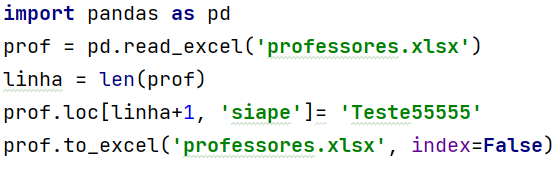 import pandas as pd
prof = pd.read_excel('professores.xlsx')
linha = len(prof)
prof.loc[linha+1, 'siape']= 'Teste55555'
prof.to_excel('professores.xlsx', index=False)